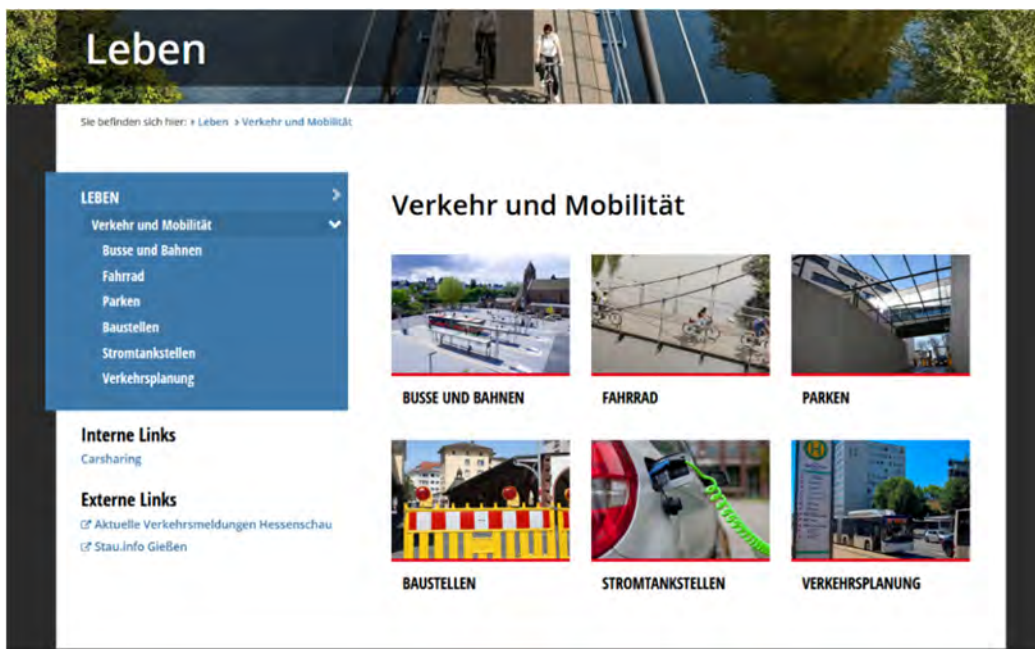 Leben
Sie befinden sich hier: › Leben › Verkehr und Mobilität
LEBEN
Verkehr und Mobilität
Busse und Bahnen
Fahrrad
Parken
Baustellen
Stromtankstellen
Verkehrsplanung
Interne Links
Carsharing
Externe Links
Aktuelle Verkehrsmeldungen Hessenschau
Stau.info Gießen
Verkehr und Mobilität
BUSSE UND BAHNEN
FAHRRAD
PARKEN
BAUSTELLEN
STROMTANKSTELLEN
H
VERKEHRSPLANUNG